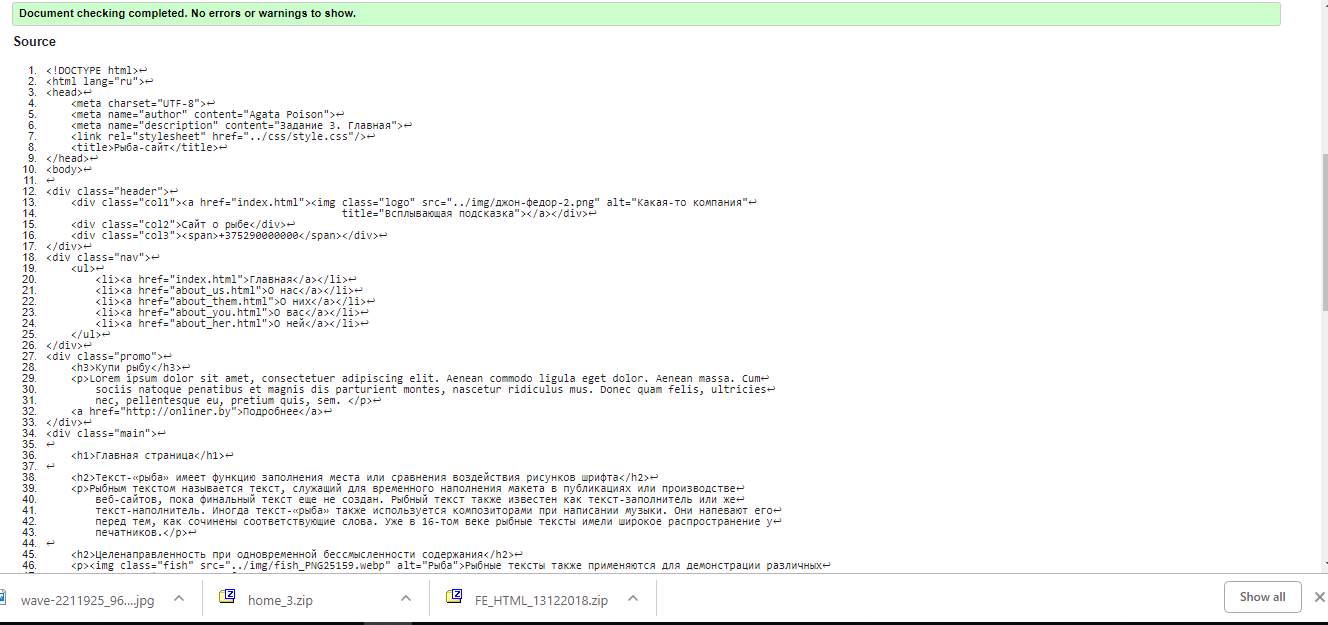 Document checking completed. No errors or warnings to show.
Source
1. <!DOCTYPE html>↩
2. <html lang="ru">↩
3. <head>↩
4. <meta charset="UTF-8">↩
5. <meta name="author" content="Agata Poison">↩
6. <meta name="description" content="Задание 3. Главная">↩
7. <link rel="stylesheet" href="../css/style.css"/>↩
8. <title>Рыба-сайт</title>↩
9. </head>↩
10. <body>↩
11. ↩
12. <div class="header">↩
13. <div class="col1"><a href="index.html"><img class="logo" src="../img/джон-федор-2.png" alt="Какая-то компания"↩
14. title="Всплывающая подсказка"></a></div>↩
15. <div class="col2">Сайт о рыбе</div>↩
16. <div class="col3"><span>+375290000000</span></div>↩
17. </div>↩
18. <div class="nav">↩
19. <ul>↩
20. <li><a href="index.html">Главная</a></li>↩
21. <li><a href="about_us.html">О нас</a></li>↩
22. <li><a href="about_them.html">О них</a></li>↩
23. <li><a href="about_you.html">О вас</a></li>↩
24. <li><a href="about_her.html">О ней</a></li>↩
25. </ul>↩
26. </div>↩
27. <div class="promo">↩
28. <h3>Купи рыбу</h3>↩
29. <p>Lorem ipsum dolor sit amet, consectetuer adipiscing elit. Aenean commodo ligula eget dolor. Aenean massa. Cum↩
30. sociis natoque penatibus et magnis dis parturient montes, nascetur ridiculus mus. Donec quam felis, ultricies↩
31. nec, pellentesque eu, pretium quis, sem. </p>↩
32. <a href="http://onliner.by">Подробнее</a>↩
33. </div>↩
34. <div class="main">↩
35. ↩
36. <h1>Главная страница</h1>↩
37. ↩
38. <h2>Текст-«рыба» имеет функцию заполнения места или сравнения воздействия рисунков шрифта</h2>↩
39. <p>Рыбным текстом называется текст, служащий для временного наполнения макета в публикациях или производстве↩
40. веб-сайтов, пока финальный текст еще не создан. Рыбный текст также известен как текст-заполнитель или же↩
41. текст-наполнитель. Иногда текст-«рыба» также используется композиторами при написании музыки. Они напевают его↩
42. перед тем, как сочинены соответствующие слова. Уже в 16-том веке рыбные тексты имели широкое распространение у↩
43. печатников.</p>↩
44. ↩
45. <h2>Целенаправленность при одновременной бессмысленности содержания</h2>↩
46. <p><img class="fish" src="../img/fish_PNG25159.webp" alt="Рыба">Рыбные тексты также применяются для демонстрации различных↩
wave-2211925_96....jpg
home_3.zip
FE_HTML_13122018.zip
Show all